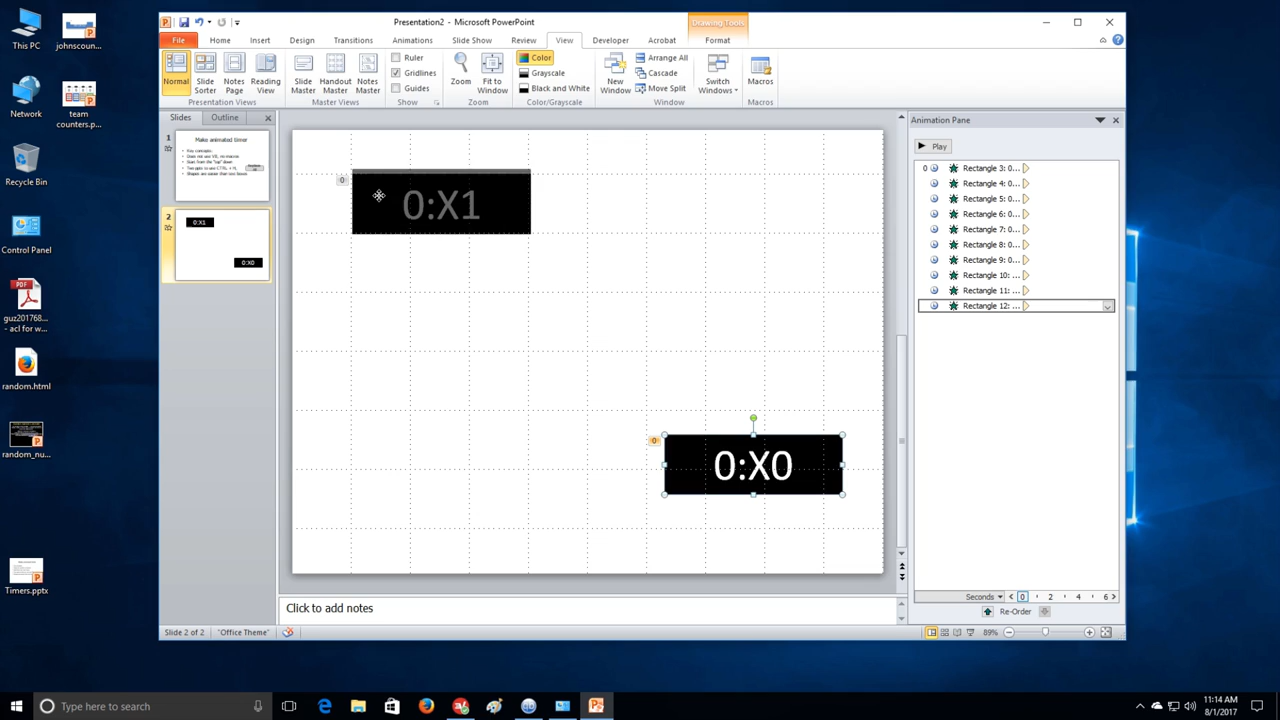 Presentation2 - Microsoft PowerPoint
Drawing Tools
File
Home
Insert
Design
Transitions
Animations
Slide Show
Review
View
Developer
Acrobat
Format
Normal
Slide
Sorter
Notes
Page
Reading
View
Presentation Views
Slide
Master
Handout
Master
Notes
Master
Master Views
Ruler
Gridlines
Guides
Show
Zoom
Fit to
Window
Zoom
Color
Grayscale
Black and White
Color/Grayscale
New
Window
Arrange All
Cascade
Move Split
Switch
Windows
Window
Macros
Macros
Slides
Outline
1
Make animated timer
2
0:X1
0:X0
0
0:X1
0
0:X0
Animation Pane
Play
0 Rectangle 3: 0...
Rectangle 4: ...
Rectangle 5: ...
Rectangle 6: ...
Rectangle 7: ...
Rectangle 8: ...
Rectangle 9: 0...
Rectangle 10: ...
Rectangle 11: ...
Rectangle 12: ...
Seconds
0 2 4 6
Re-Order
Click to add notes
Slide 2 of 2
"Office Theme"
89%
PC
johnscoun...
Network
team
counters.p...
Recycle Bin
Control Panel
PDF
guz201768...
- acl for w...
random.html
random_nu...
Timers.pptx
Type here to search
11:14 AM
8/1/2017